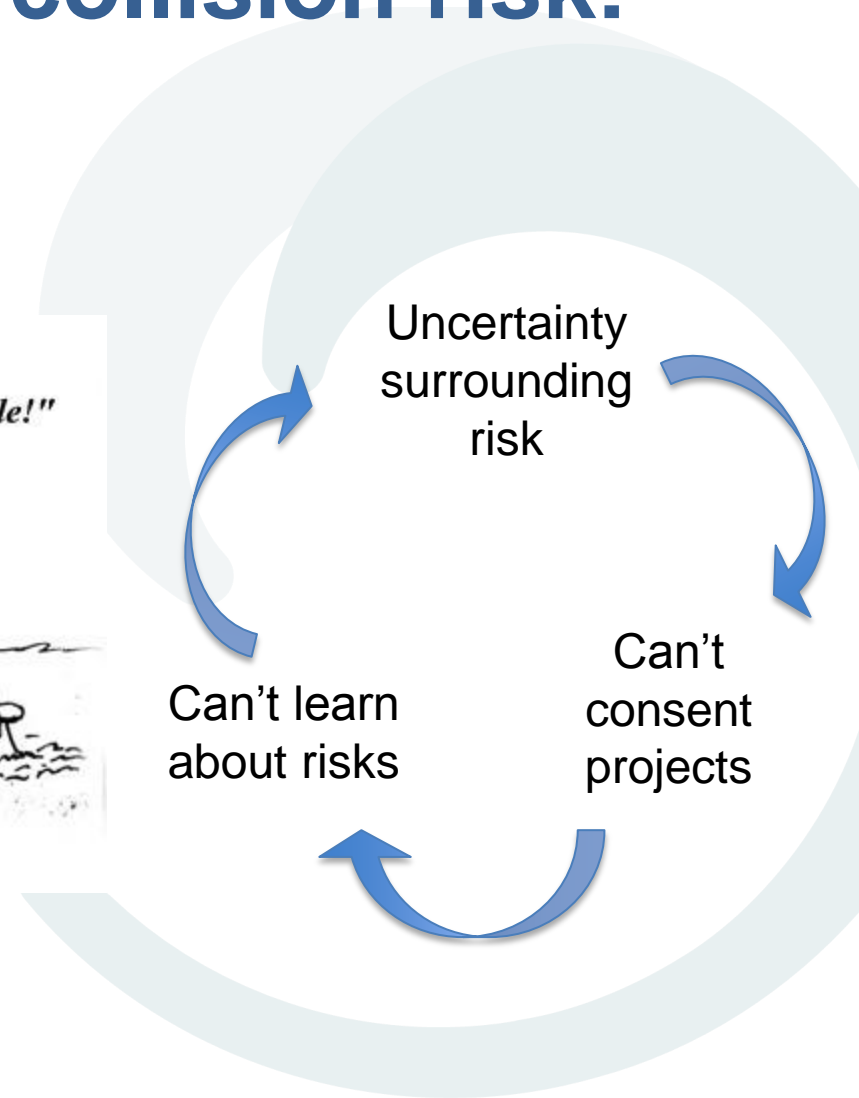 collision risk.
le!"
Uncertainty
surrounding
risk
Can't
consent
projects
Can't learn
about risks